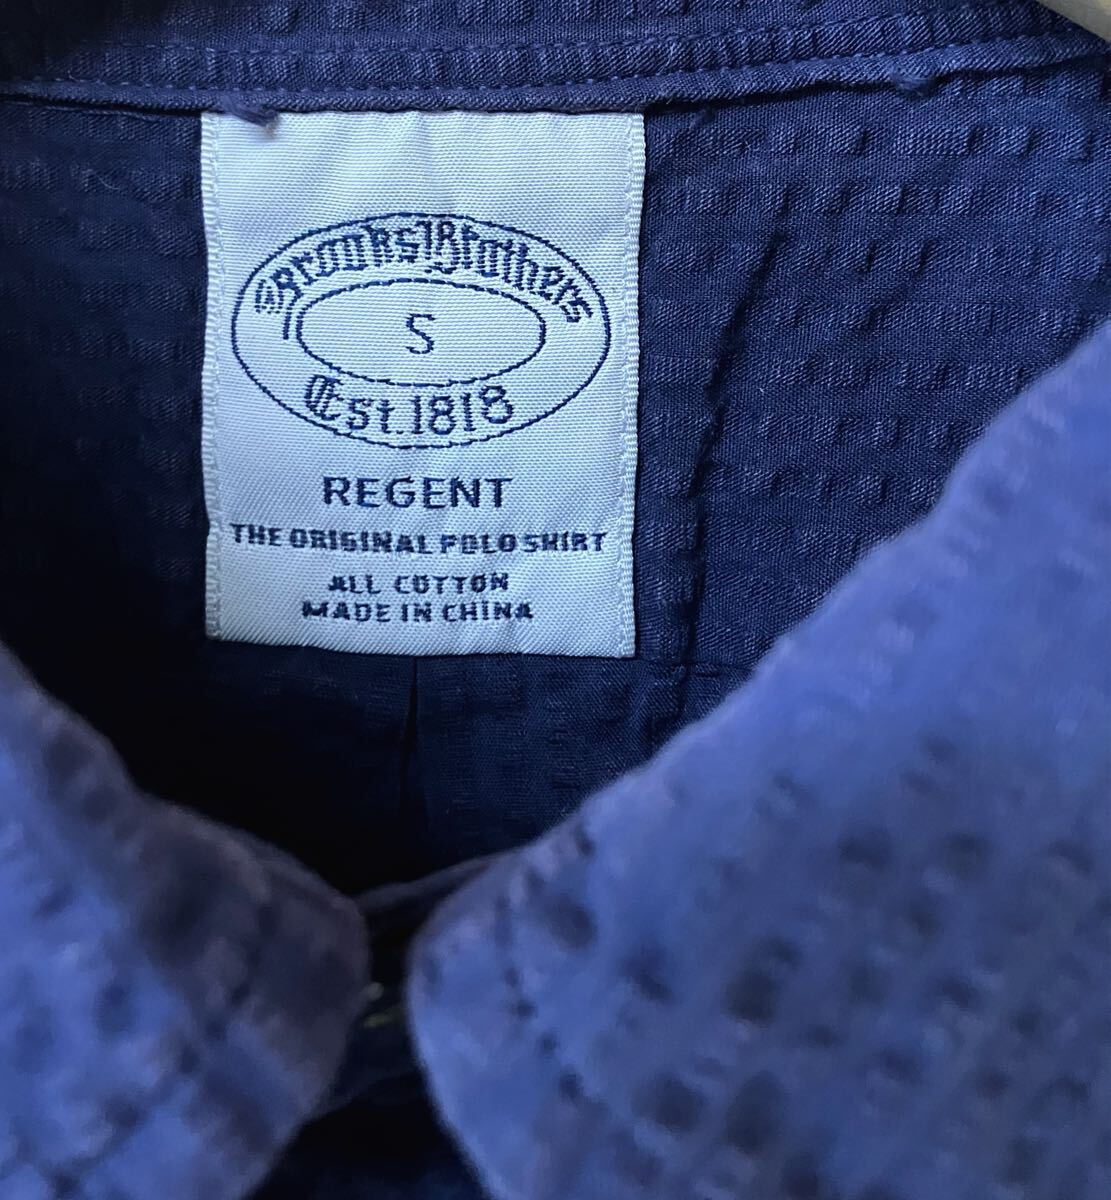 Brooks Brothers
S
Est. 1818
REGENT
THE ORIGINAL POLO SHIRT
ALL COTTON
MADE IN CHINA